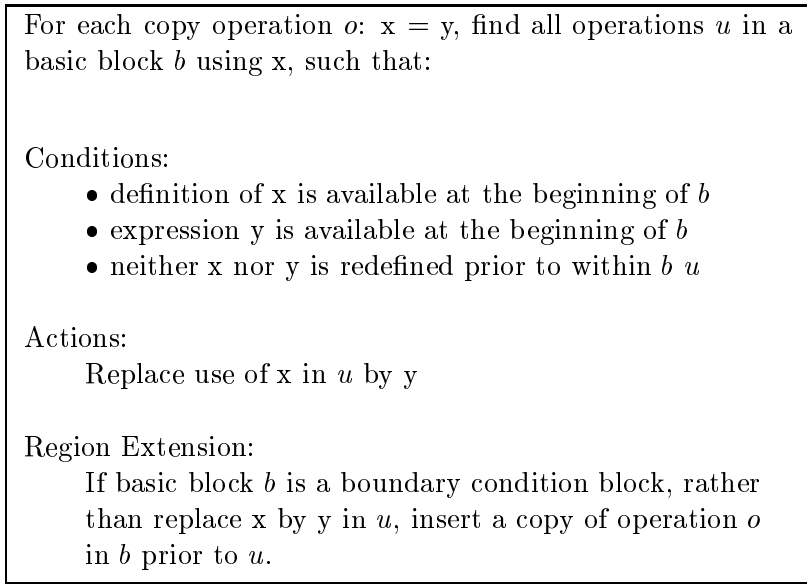 For each copy operation o: x = y, find all operations u in a
basic block b using x, such that:
Conditions:
• definition of x is available at the beginning of b
• expression y is available at the beginning of b
• neither x nor y is redefined prior to within b u
Actions:
Replace use of x in u by y
Region Extension:
If basic block b is a boundary condition block, rather
than replace x by y in u, insert a copy of operation o
in b prior to u.